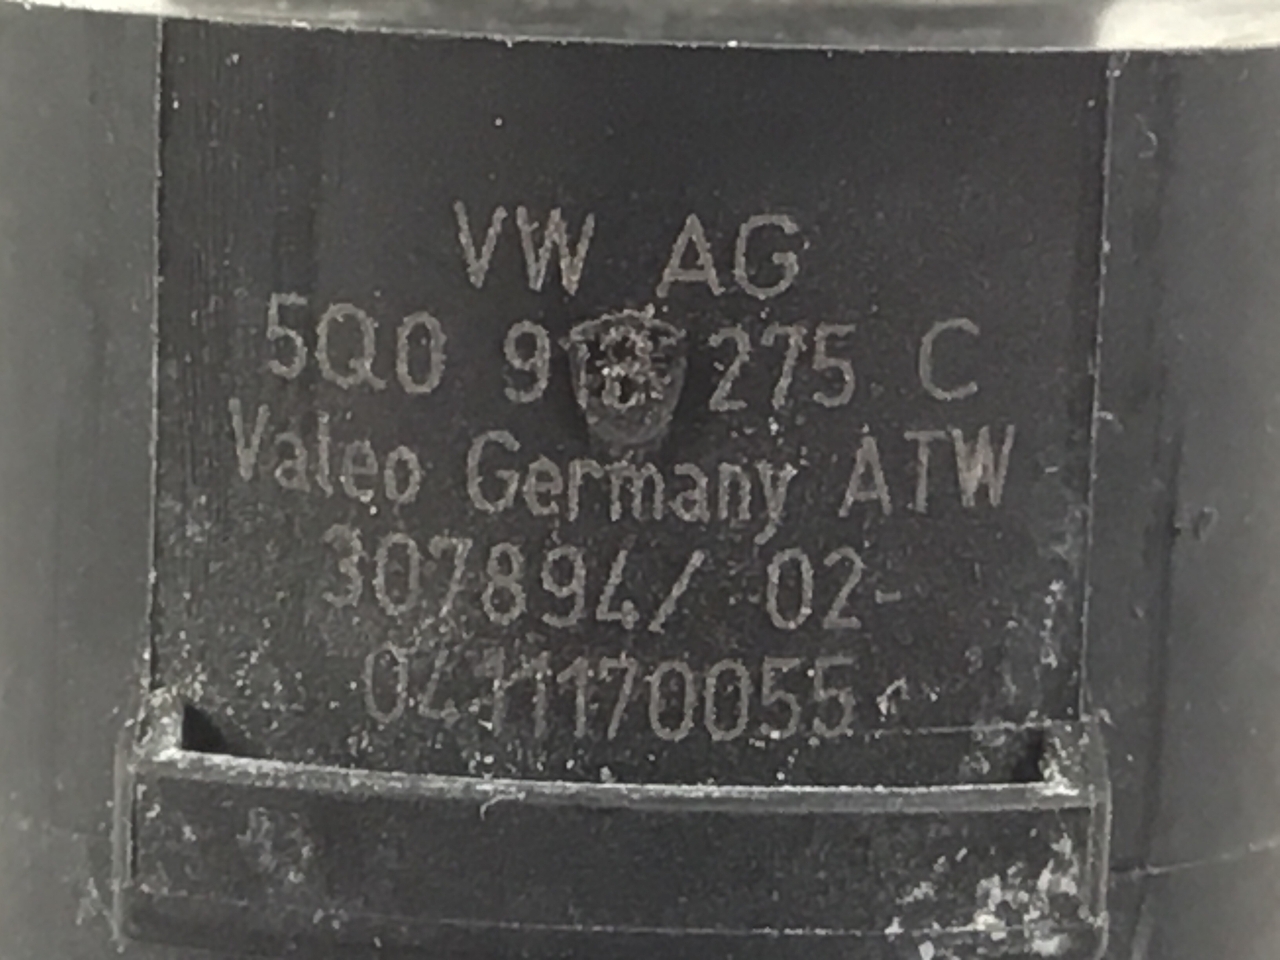 VW AG
5Q0 275 C
Valeo Germany ATW
307894/ 02-
0411170055